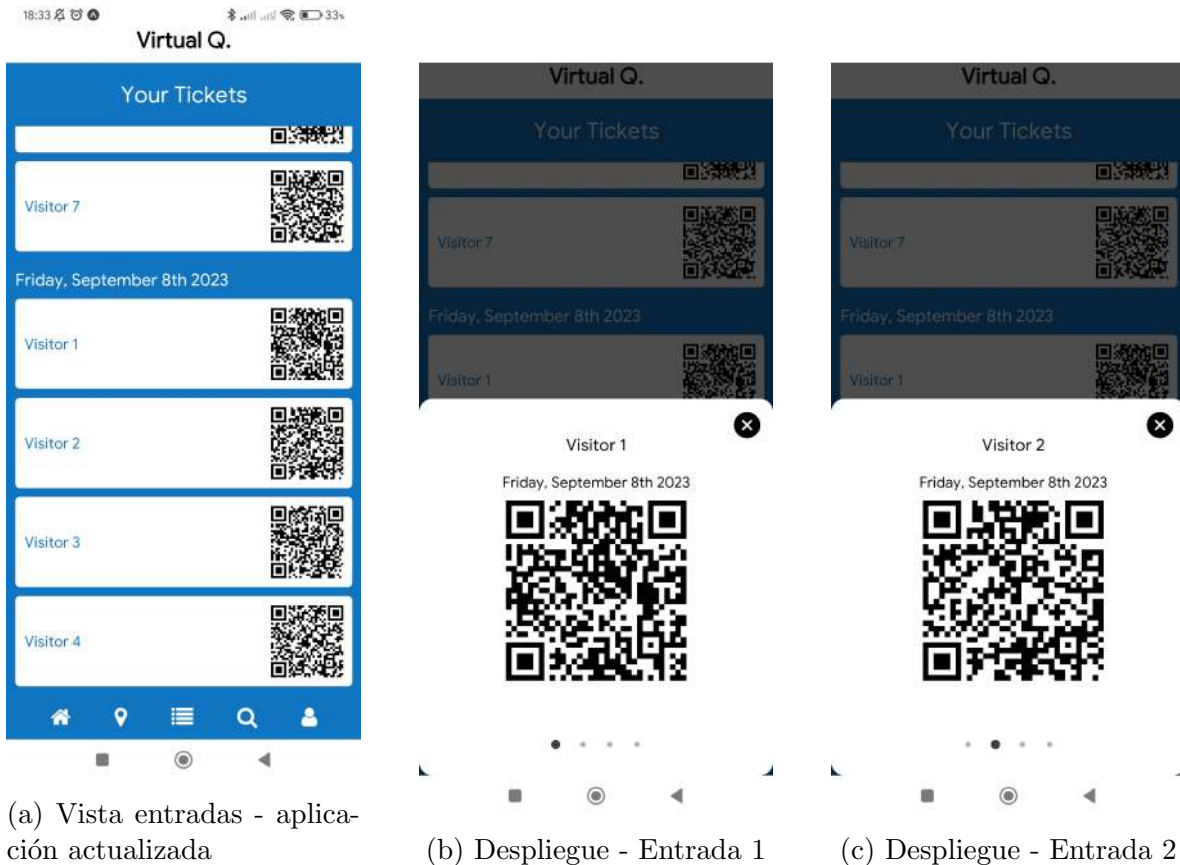 18:33
33%
Virtual Q.
Your Tickets
Visitor 7
Friday, September 8th 2023
Visitor 1
Visitor 2
Visitor 3
Visitor 4
(a) Vista entradas - aplica-
ción actualizada
Virtual Q.
Your Tickets
Visitor 7
Friday, September 8th 2023
Visitor 1
Visitor 1
Friday, September 8th 2023
(b) Despliegue - Entrada 1
Virtual Q.
Your Tickets
Visitor 7
Friday, September 8th 2023
Visitor 1
Visitor 2
Friday, September 8th 2023
(c) Despliegue - Entrada 2